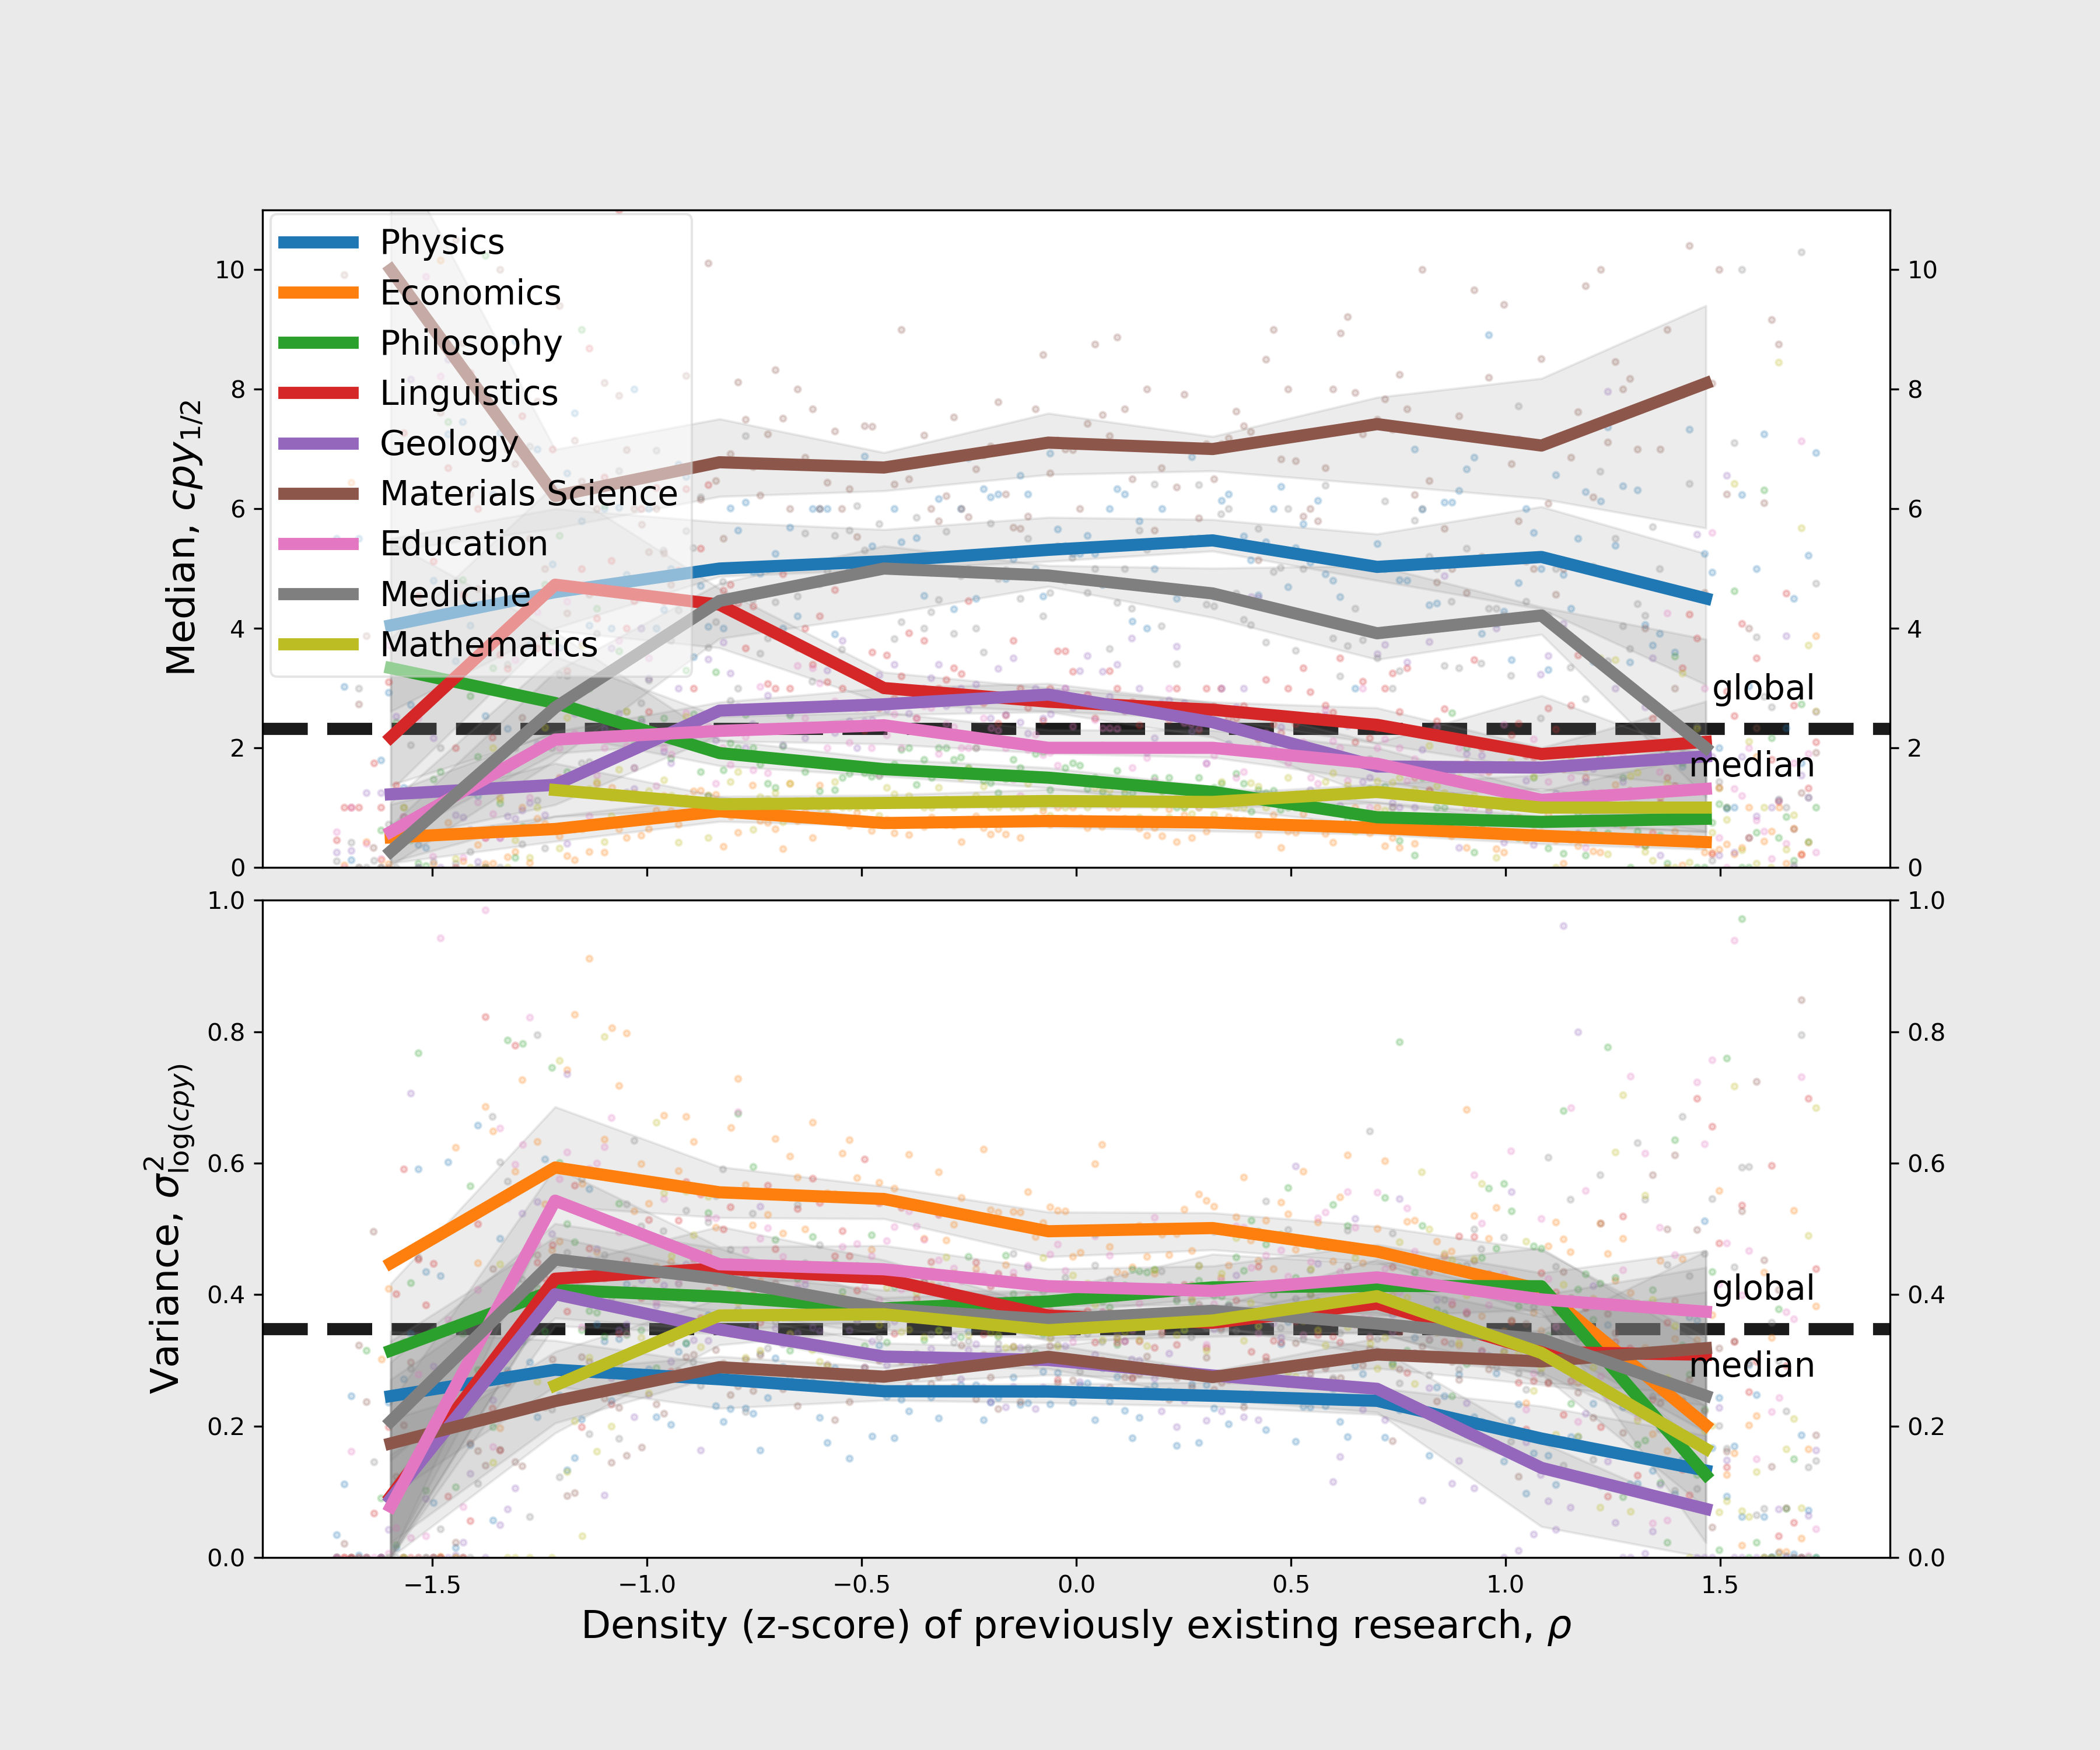 Physics
Economics
Philosophy
Linguistics
Geology
Materials Science
Education
Medicine
Mathematics
Median, cpy1/2
10
8
6
4
2
0
10
8
6
4
2
0
global
median
Variance, σ²log(cpy)
1.0
0.8
0.6
0.4
0.2
0.0
1.0
0.8
0.6
0.4
0.2
0.0
global
median
−1.5 −1.0 −0.5 0.0 0.5 1.0 1.5
Density (z-score) of previously existing research, ρ